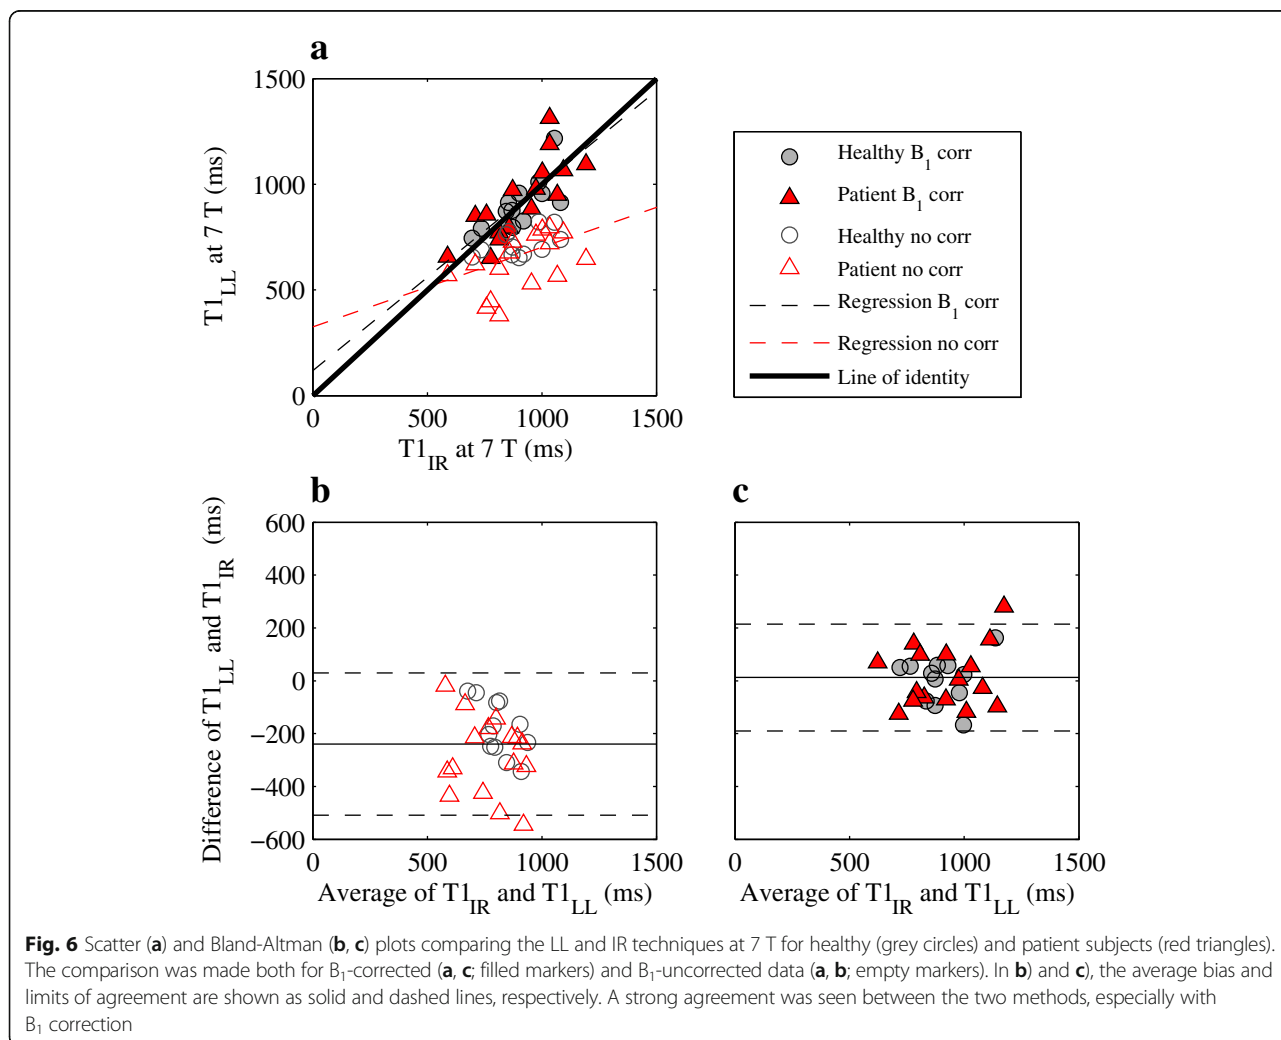 a
1500
1000
500
0
T1LL at 7 T (ms)
0 500 1000 1500
T1IR at 7 T (ms)
Healthy B1 corr
Patient B1 corr
Healthy no corr
Patient no corr
Regression B1 corr
Regression no corr
Line of identity
b
600
400
200
0
−200
−400
−600
Difference of T1LL and T1IR (ms)
0 500 1000 1500
Average of T1IR and T1LL (ms)
c
0 500 1000 1500
Average of T1IR and T1LL (ms)
Fig. 6 Scatter (a) and Bland-Altman (b, c) plots comparing the LL and IR techniques at 7 T for healthy (grey circles) and patient subjects (red triangles).
The comparison was made both for B1-corrected (a, c; filled markers) and B1-uncorrected data (a, b; empty markers). In b) and c), the average bias and
limits of agreement are shown as solid and dashed lines, respectively. A strong agreement was seen between the two methods, especially with
B1 correction